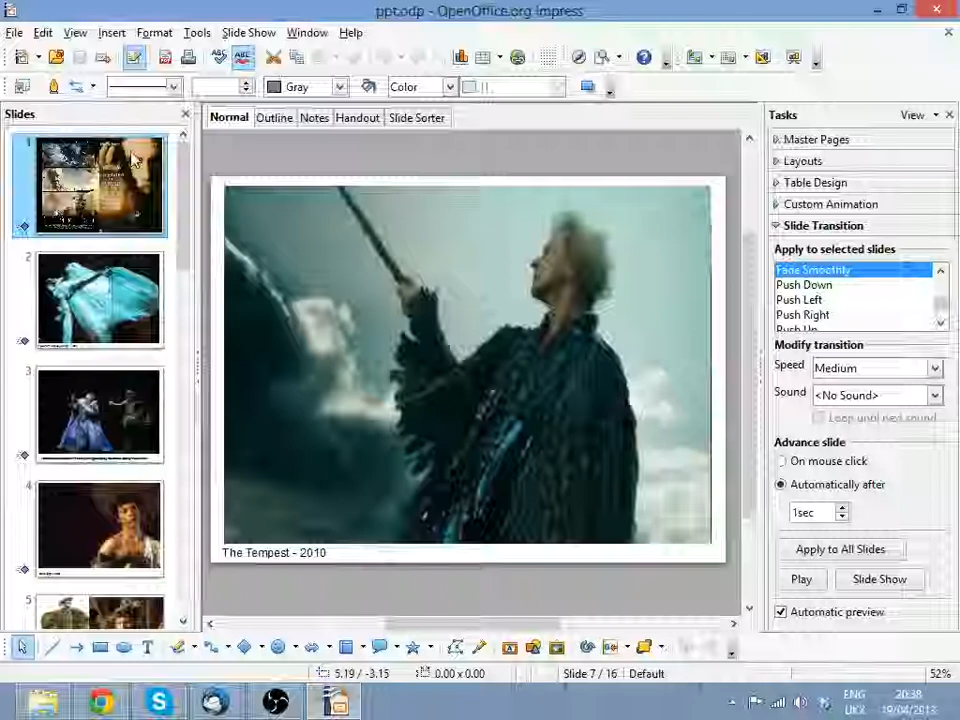 ppt.odp - OpenOffice.org Impress
File Edit View Insert Format Tools Slide Show Window Help
Gray
Color
Slides
Normal Outline Notes Handout Slide Sorter
Tasks
View
Master Pages
Layouts
Table Design
Custom Animation
Slide Transition
Apply to selected slides
Fade Smoothly
Push Down
Push Left
Push Right
Push Up
Modify transition
Speed Medium
Sound <No Sound>
Loop until next sound
Advance slide
On mouse click
Automatically after
1sec
Apply to All Slides
Play Slide Show
Automatic preview
1
2
3
4
5
The Tempest - 2010
5.19 / -3.15
0.00 x 0.00
Slide 7 / 16
Default
52%
ENG
20:38
19/04/2013